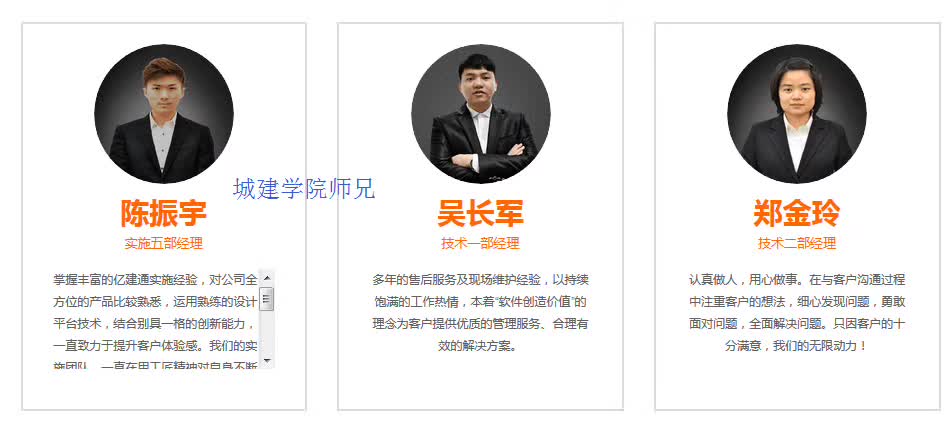 城建学院师兄
陈振宇
实施五部经理
掌握丰富的亿建通实施经验，对公司全
方位的产品比较熟悉，运用熟练的设计
平台技术，结合别具一格的创新能力，
一直致力于提升客户体验感。我们的实
施团队，一直在用工匠精神对自身不断
吴长军
技术一部经理
多年的售后服务及现场维护经验，以持续
饱满的工作热情，本着“软件创造价值”的
理念为客户提供优质的管理服务、合理有
效的解决方案。
郑金玲
技术二部经理
认真做人，用心做事。在与客户沟通过程
中注重客户的想法，细心发现问题，勇敢
面对问题，全面解决问题。只因客户的十
分满意，我们的无限动力！